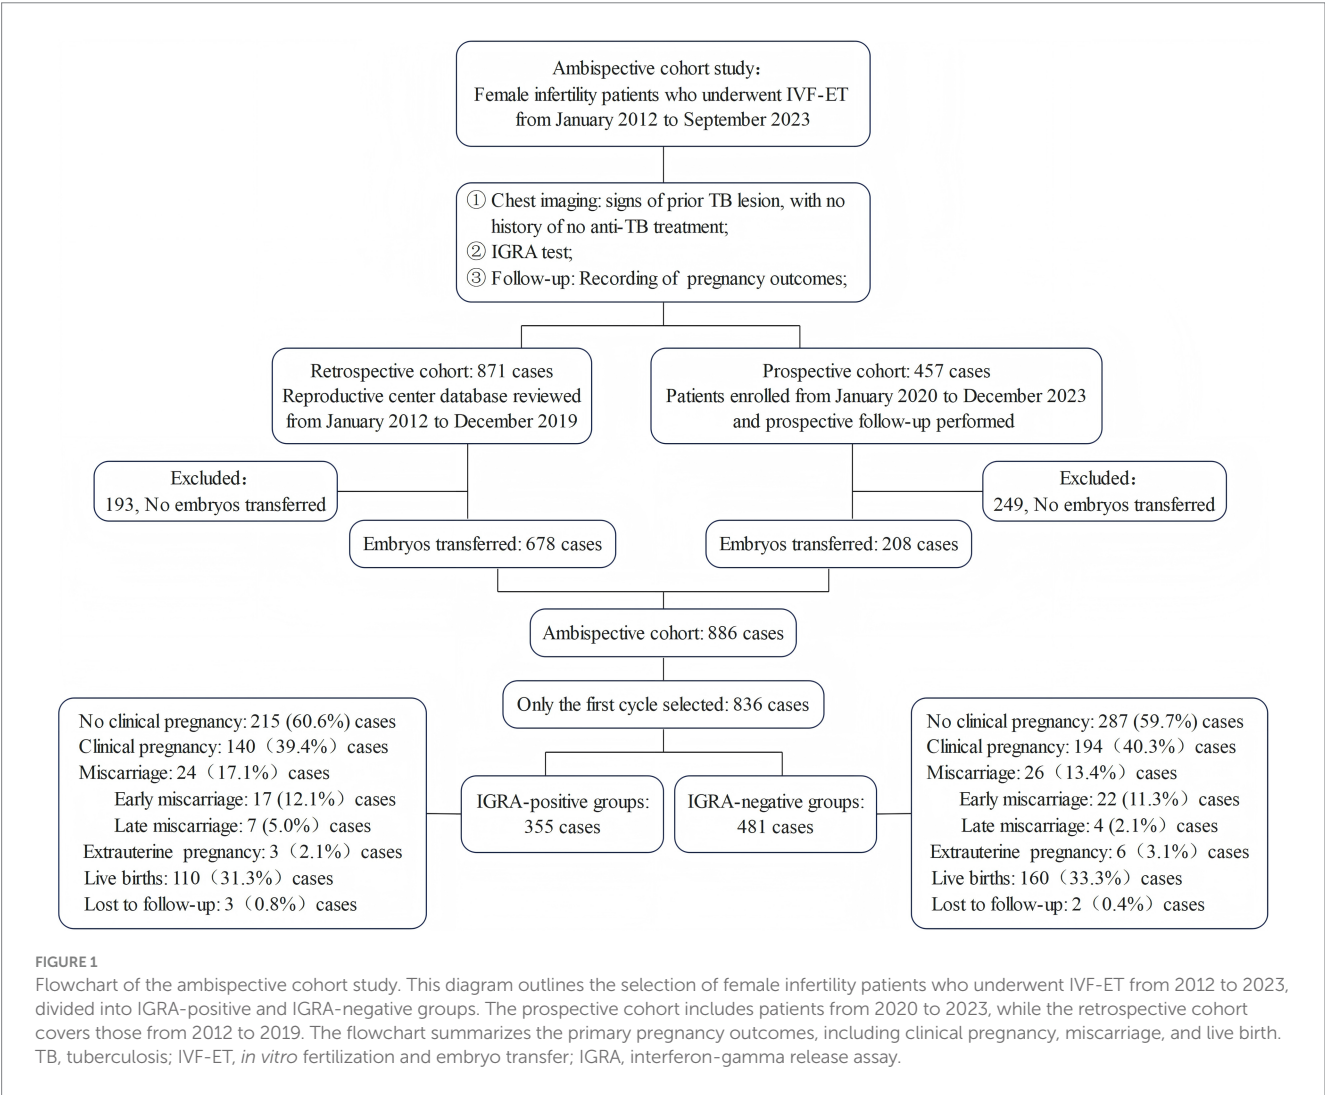 Ambispective cohort study：
Female infertility patients who underwent IVF-ET
from January 2012 to September 2023
① Chest imaging: signs of prior TB lesion, with no
history of no anti-TB treatment;
② IGRA test;
③ Follow-up: Recording of pregnancy outcomes;
Retrospective cohort: 871 cases
Reproductive center database reviewed
from January 2012 to December 2019
Prospective cohort: 457 cases
Patients enrolled from January 2020 to December 2023
and prospective follow-up performed
Excluded：
193, No embryos transferred
Excluded：
249, No embryos transferred
Embryos transferred: 678 cases
Embryos transferred: 208 cases
Ambispective cohort: 886 cases
Only the first cycle selected: 836 cases
No clinical pregnancy: 215 (60.6%) cases
Clinical pregnancy: 140（39.4%）cases
Miscarriage: 24（17.1%）cases
Early miscarriage: 17 (12.1%）cases
Late miscarriage: 7 (5.0%）cases
Extrauterine pregnancy: 3（2.1%）cases
Live births: 110（31.3%）cases
Lost to follow-up: 3（0.8%）cases
IGRA-positive groups:
355 cases
IGRA-negative groups:
481 cases
No clinical pregnancy: 287 (59.7%) cases
Clinical pregnancy: 194（40.3%）cases
Miscarriage: 26（13.4%）cases
Early miscarriage: 22 (11.3%）cases
Late miscarriage: 4 (2.1%）cases
Extrauterine pregnancy: 6（3.1%）cases
Live births: 160（33.3%）cases
Lost to follow-up: 2（0.4%）cases
FIGURE 1
Flowchart of the ambispective cohort study. This diagram outlines the selection of female infertility patients who underwent IVF-ET from 2012 to 2023,
divided into IGRA-positive and IGRA-negative groups. The prospective cohort includes patients from 2020 to 2023, while the retrospective cohort
covers those from 2012 to 2019. The flowchart summarizes the primary pregnancy outcomes, including clinical pregnancy, miscarriage, and live birth.
TB, tuberculosis; IVF-ET, in vitro fertilization and embryo transfer; IGRA, interferon-gamma release assay.